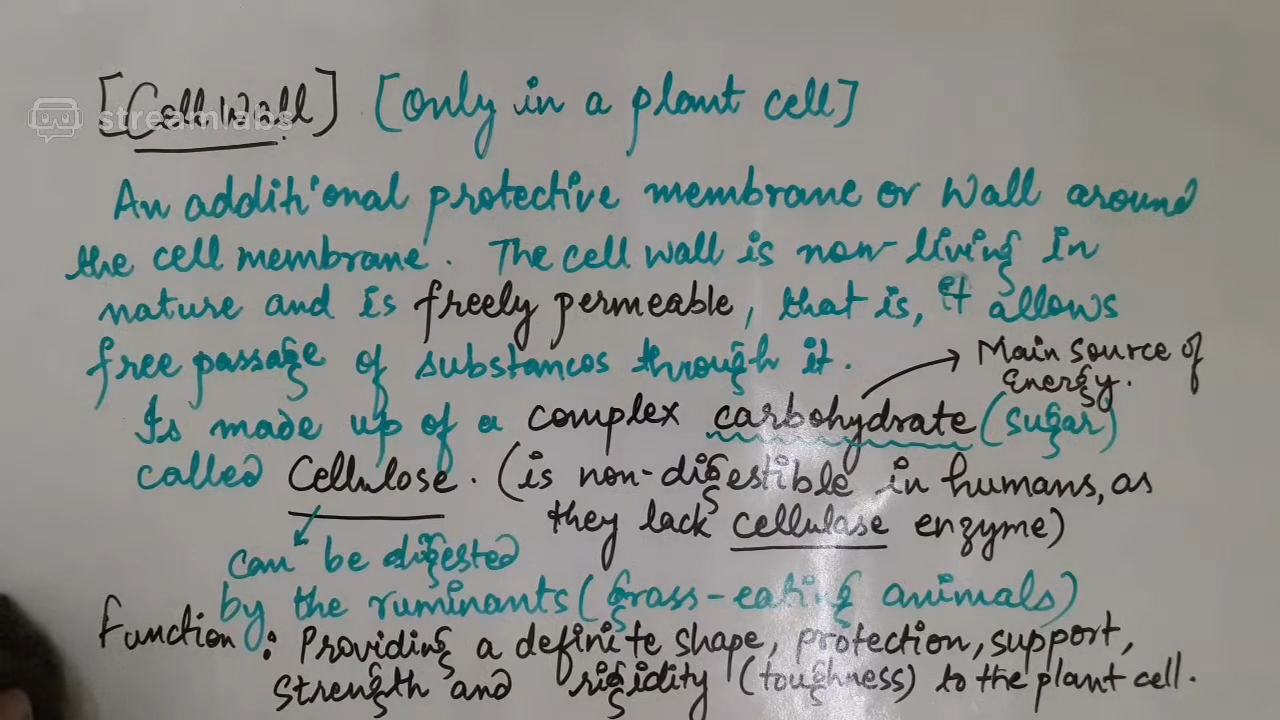 [Cell Wall] [Only in a plant cell]
streamlabs
An additional protective membrane or Wall around
the cell membrane. The cell wall is non-living in
nature and is freely permeable, that is, it allows
free passage of substances through it.
→ Main source of
Energy.
Is made up of a complex carbohydrate (sugar)
called Cellulose. (is non-digestible in humans, as
they lack cellulase enzyme)
can be digested
by the ruminants (Grass-eating animals)
Function: Providing a definite shape, protection, support,
Strength and rigidity (toughness) to the plant cell.